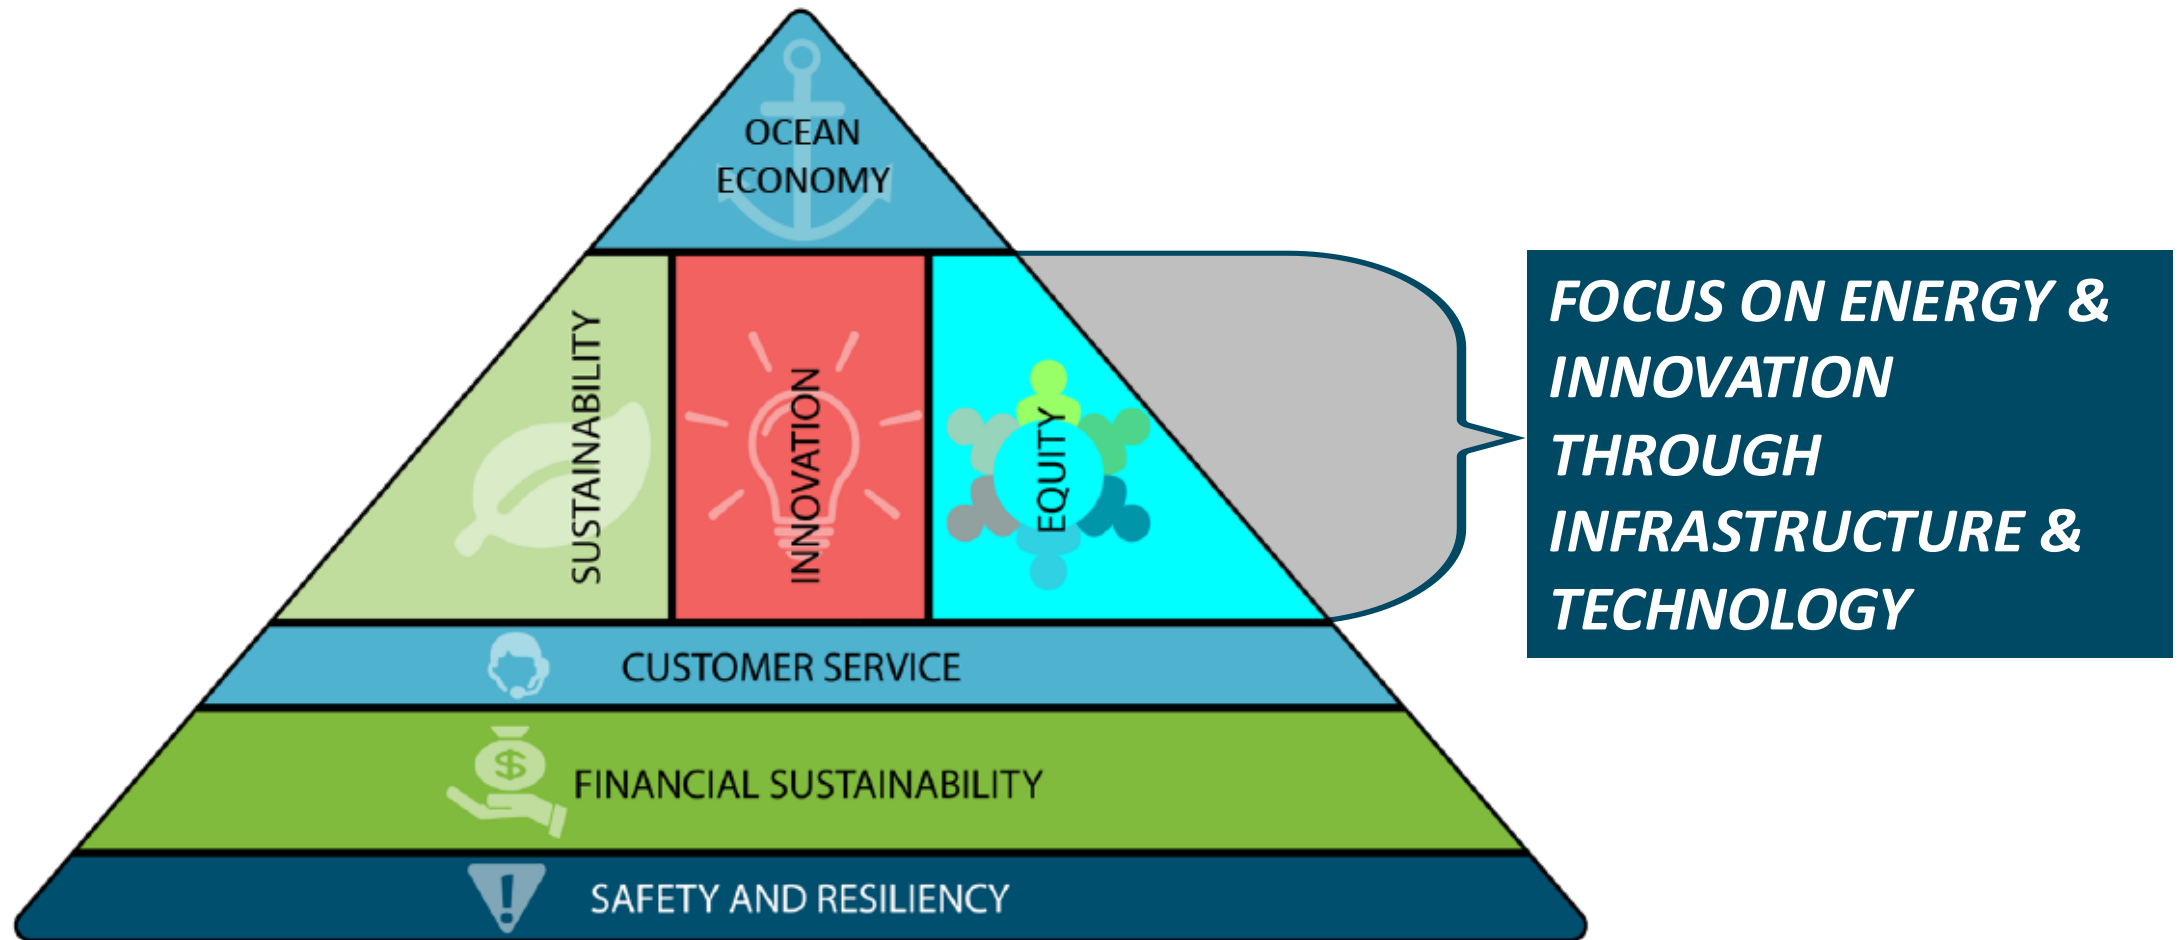 OCEAN
ECONOMY
SUSTAINABILITY
INNOVATION
EQUITY
FOCUS ON ENERGY &
INNOVATION
THROUGH
INFRASTRUCTURE &
TECHNOLOGY
CUSTOMER SERVICE
$
FINANCIAL SUSTAINABILITY
!
SAFETY AND RESILIENCY